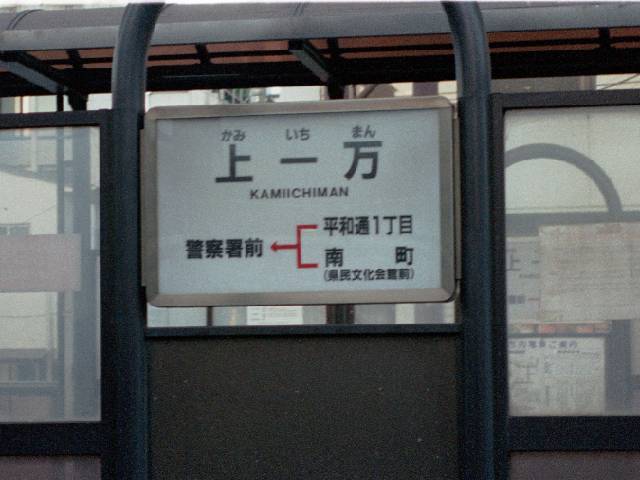 かみ いち まん
上一万
KAMIICHIMAN
平和通1丁目
警察署前
南町
(県民文化会館前)